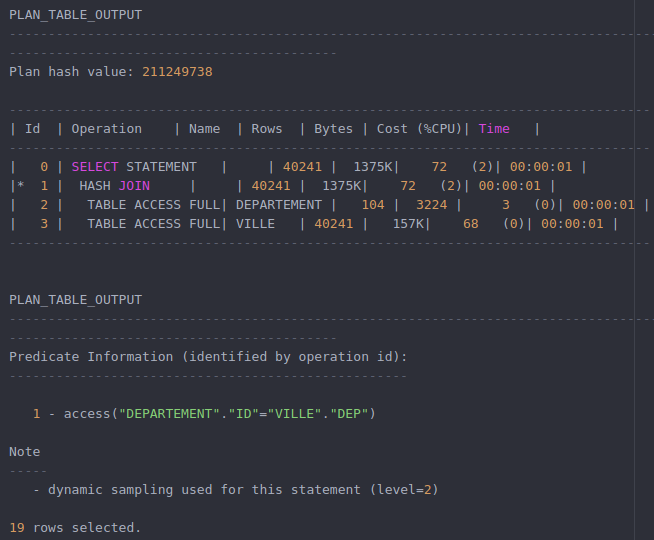 PLAN_TABLE_OUTPUT
--------------------------------------------------------------------------------
------------------------------------------
Plan hash value: 211249738

--------------------------------------------------------------------------------
| Id  | Operation    | Name  | Rows  | Bytes | Cost (%CPU)| Time   |
--------------------------------------------------------------------------------
|   0 | SELECT STATEMENT   |     | 40241 |  1375K|    72   (2)| 00:00:01 |
|*  1 |  HASH JOIN     |     | 40241 |  1375K|    72   (2)| 00:00:01 |
|   2 |   TABLE ACCESS FULL| DEPARTEMENT |   104 |  3224 |     3   (0)| 00:00:01 |
|   3 |   TABLE ACCESS FULL| VILLE   | 40241 |   157K|    68   (0)| 00:00:01 |
--------------------------------------------------------------------------------

PLAN_TABLE_OUTPUT
--------------------------------------------------------------------------------
------------------------------------------
Predicate Information (identified by operation id):
---------------------------------------------------

   1 - access("DEPARTEMENT"."ID"="VILLE"."DEP")

Note
-----
   - dynamic sampling used for this statement (level=2)

19 rows selected.